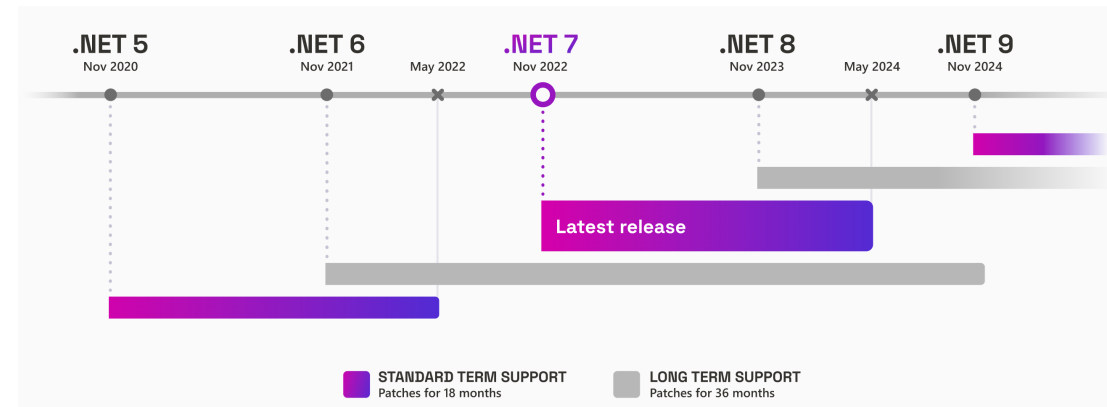 .NET 5
Nov 2020
.NET 6
Nov 2021
May 2022
.NET 7
Nov 2022
.NET 8
Nov 2023
May 2024
.NET 9
Nov 2024
Latest release
STANDARD TERM SUPPORT
Patches for 18 months
LONG TERM SUPPORT
Patches for 36 months